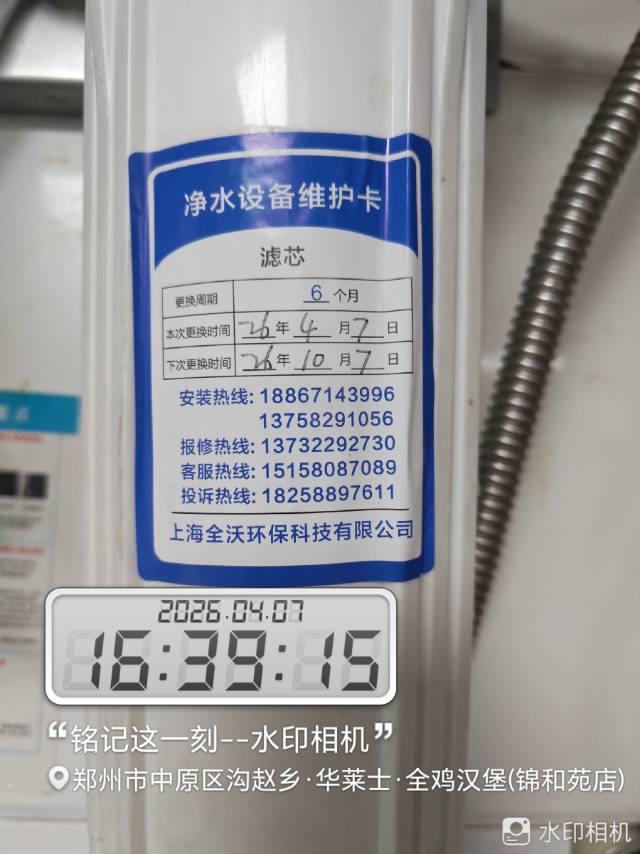 净水设备维护卡
滤芯
更换周期 6 个月
本次更换时间 26 年 4 月 7 日
下次更换时间 26 年 10 月 7 日
安装热线: 18867143996
13758291056
报修热线: 13732292730
客服热线: 15158087089
投诉热线: 18258897611
上海全沃环保科技有限公司
2026.04.07
16:39:15
“铭记这一刻--水印相机”
郑州市中原区沟赵乡·华莱士·全鸡汉堡(锦和苑店)
水印相机